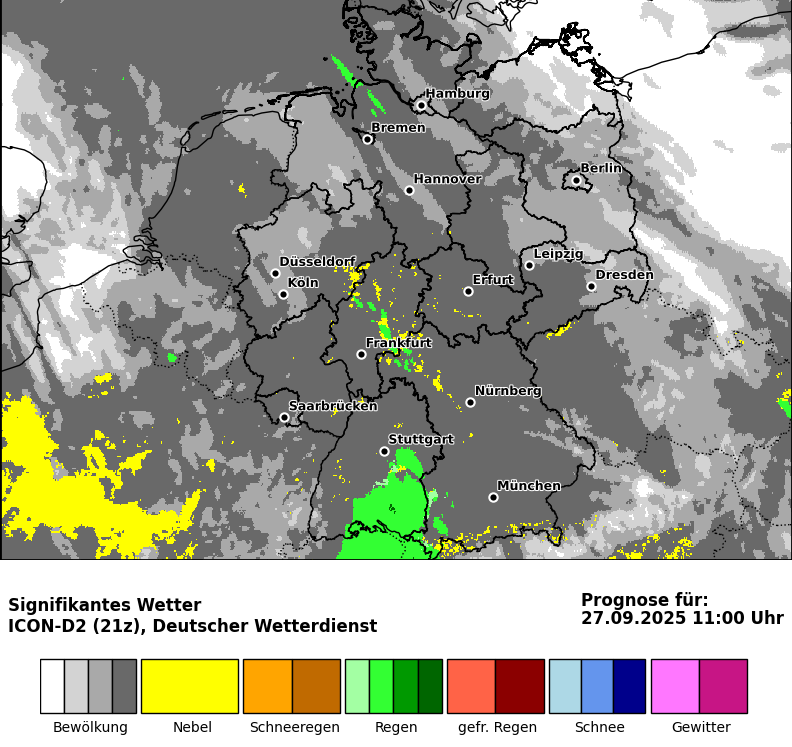 Hamburg
Bremen
Berlin
Hannover
Leipzig
Düsseldorf
Dresden
Köln
Erfurt
Frankfurt
Nürnberg
Saarbrücken
Stuttgart
München
Signifikantes Wetter
ICON-D2 (21z), Deutscher Wetterdienst
Prognose für:
27.09.2025 11:00 Uhr
Bewölkung
Nebel
Schneeregen
Regen
gefr. Regen
Schnee
Gewitter